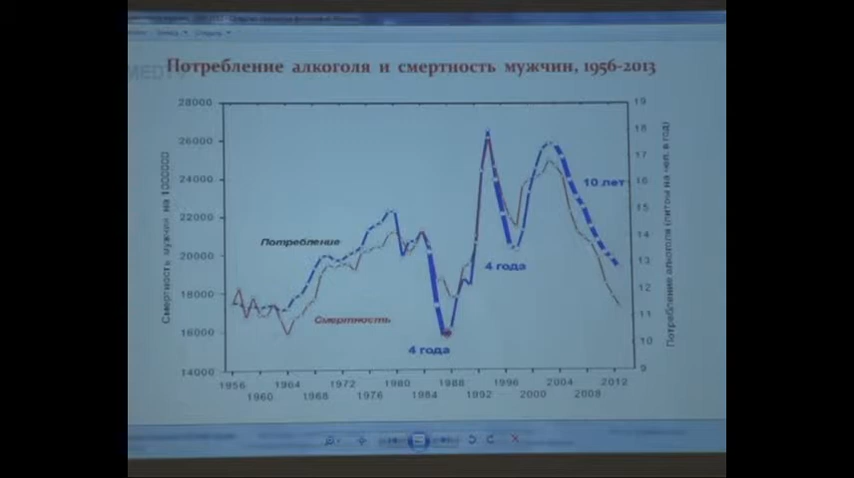 Потребление алкоголя и смертность мужчин, 1956-2013
Смертность мужчин на 1000000
28000
26000
24000
22000
20000
18000
16000
14000
Потребление
Смертность
4 года
4 года
10 лет
19
18
17
16
15
14
13
12
11
10
9
Потребление алкоголя (литры на чел. в год)
1956 1964 1972 1980 1988 1996 2004 2012
1960 1968 1976 1984 1992 2000 2008